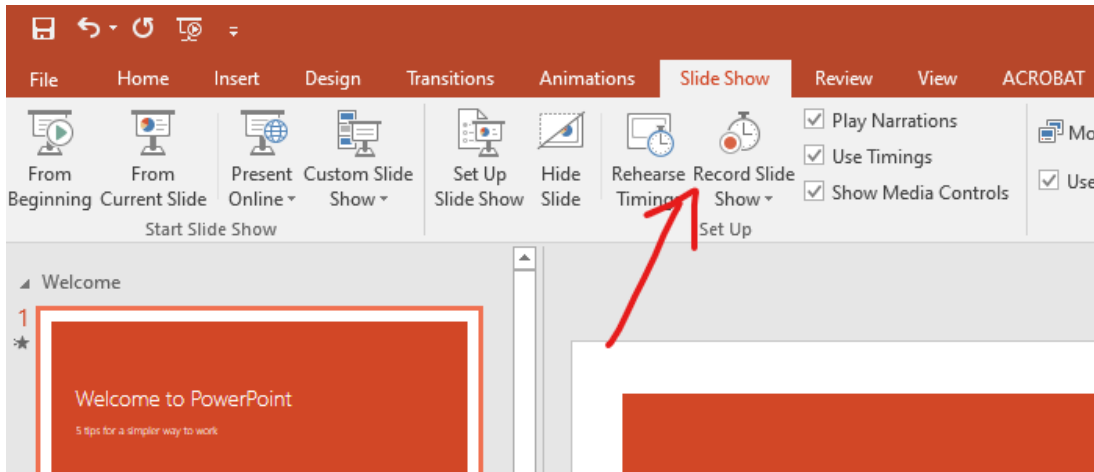 File Home Insert Design Transitions Animations Slide Show Review View ACROBAT
From Beginning
From Current Slide
Present Online
Custom Slide Show
Start Slide Show
Set Up Slide Show
Hide Slide
Rehearse Timings
Record Slide Show
Play Narrations
Use Timings
Show Media Controls
Set Up
Mo
Use
Welcome
1
Welcome to PowerPoint
5 tips for a simpler way to work